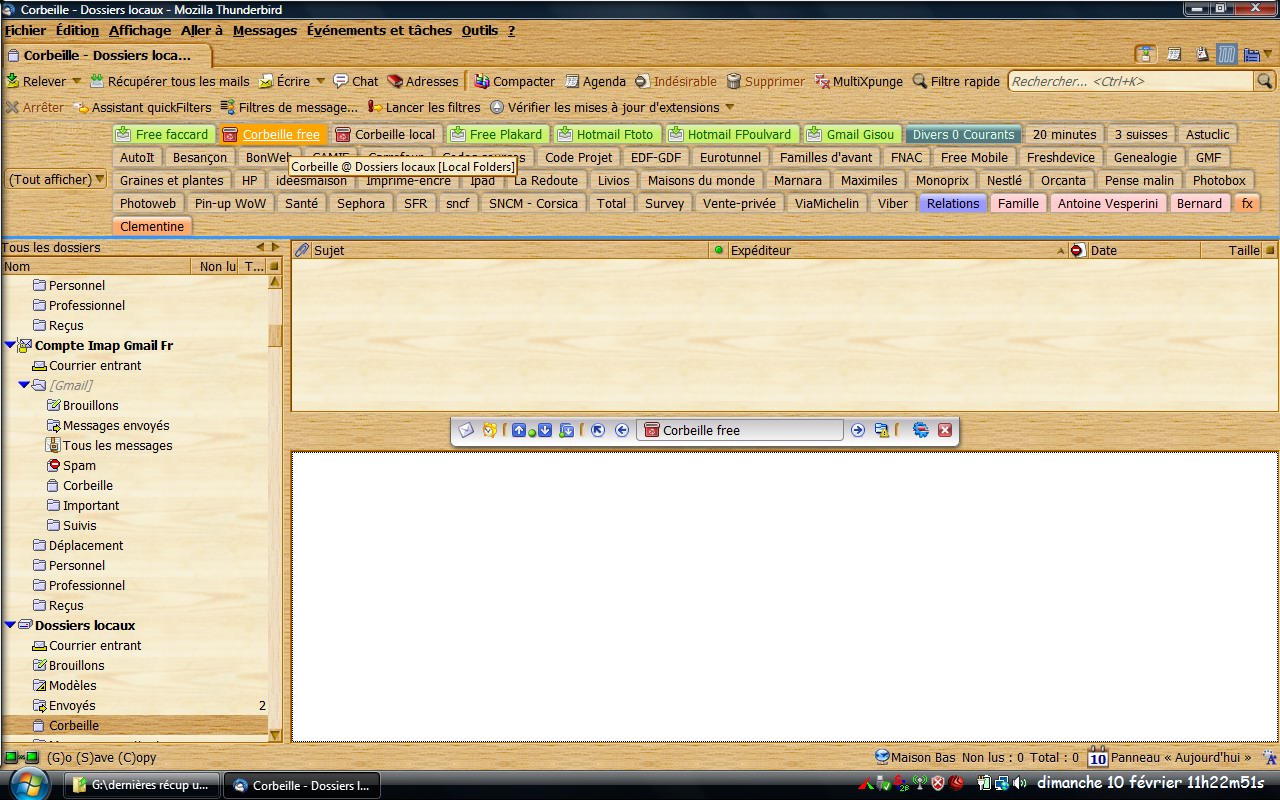 Corbeille - Dossiers locaux - Mozilla Thunderbird
Fichier Édition Affichage Aller à Messages Événements et tâches Outils ?
Corbeille - Dossiers loca...
Relever Récupérer tous les mails Écrire Chat Adresses Compacter Agenda Indésirable Supprimer MultiXpunge Filtre rapide Rechercher... <Ctrl+K>
Arrêter Assistant quickFilters Filtres de message... Lancer les filtres Vérifier les mises à jour d'extensions
Free faccard Corbeille free Corbeille local Free Plakard Hotmail Ftoto Hotmail FPoulvard Gmail Gisou Divers 0 Courants 20 minutes 3 suisses Astuclic
AutoIt Besançon BonWeb Code Projet EDF-GDF Eurotunnel Familles d'avant FNAC Free Mobile Freshdevice Genealogie GMF
Corbeille @ Dossiers locaux [Local Folders]
(Tout afficher) Graines et plantes HP ideesmaison Imprime-encre Ipad La Redoute Livios Maisons du monde Marnara Maximiles Monoprix Nestlé Orcanta Pense malin Photobox
Photoweb Pin-up WoW Santé Sephora SFR sncf SNCM - Corsica Total Survey Vente-privée ViaMichelin Viber Relations Famille Antoine Vesperini Bernard fx
Clementine
Tous les dossiers
Nom Non lu T...
Sujet Expéditeur Date Taille
Personnel
Professionnel
Reçus
Compte Imap Gmail Fr
Courrier entrant
[Gmail]
Brouillons
Messages envoyés
Tous les messages
Spam
Corbeille
Important
Suivis
Déplacement
Personnel
Professionnel
Reçus
Dossiers locaux
Courrier entrant
Brouillons
Modèles
Envoyés 2
Corbeille
Corbeille free
(G)o (S)ave (C)opy
Maison Bas Non lus : 0 Total : 0 10 Panneau « Aujourd'hui »
G:\dernières récup u... Corbeille - Dossiers l... dimanche 10 février 11h22m51s